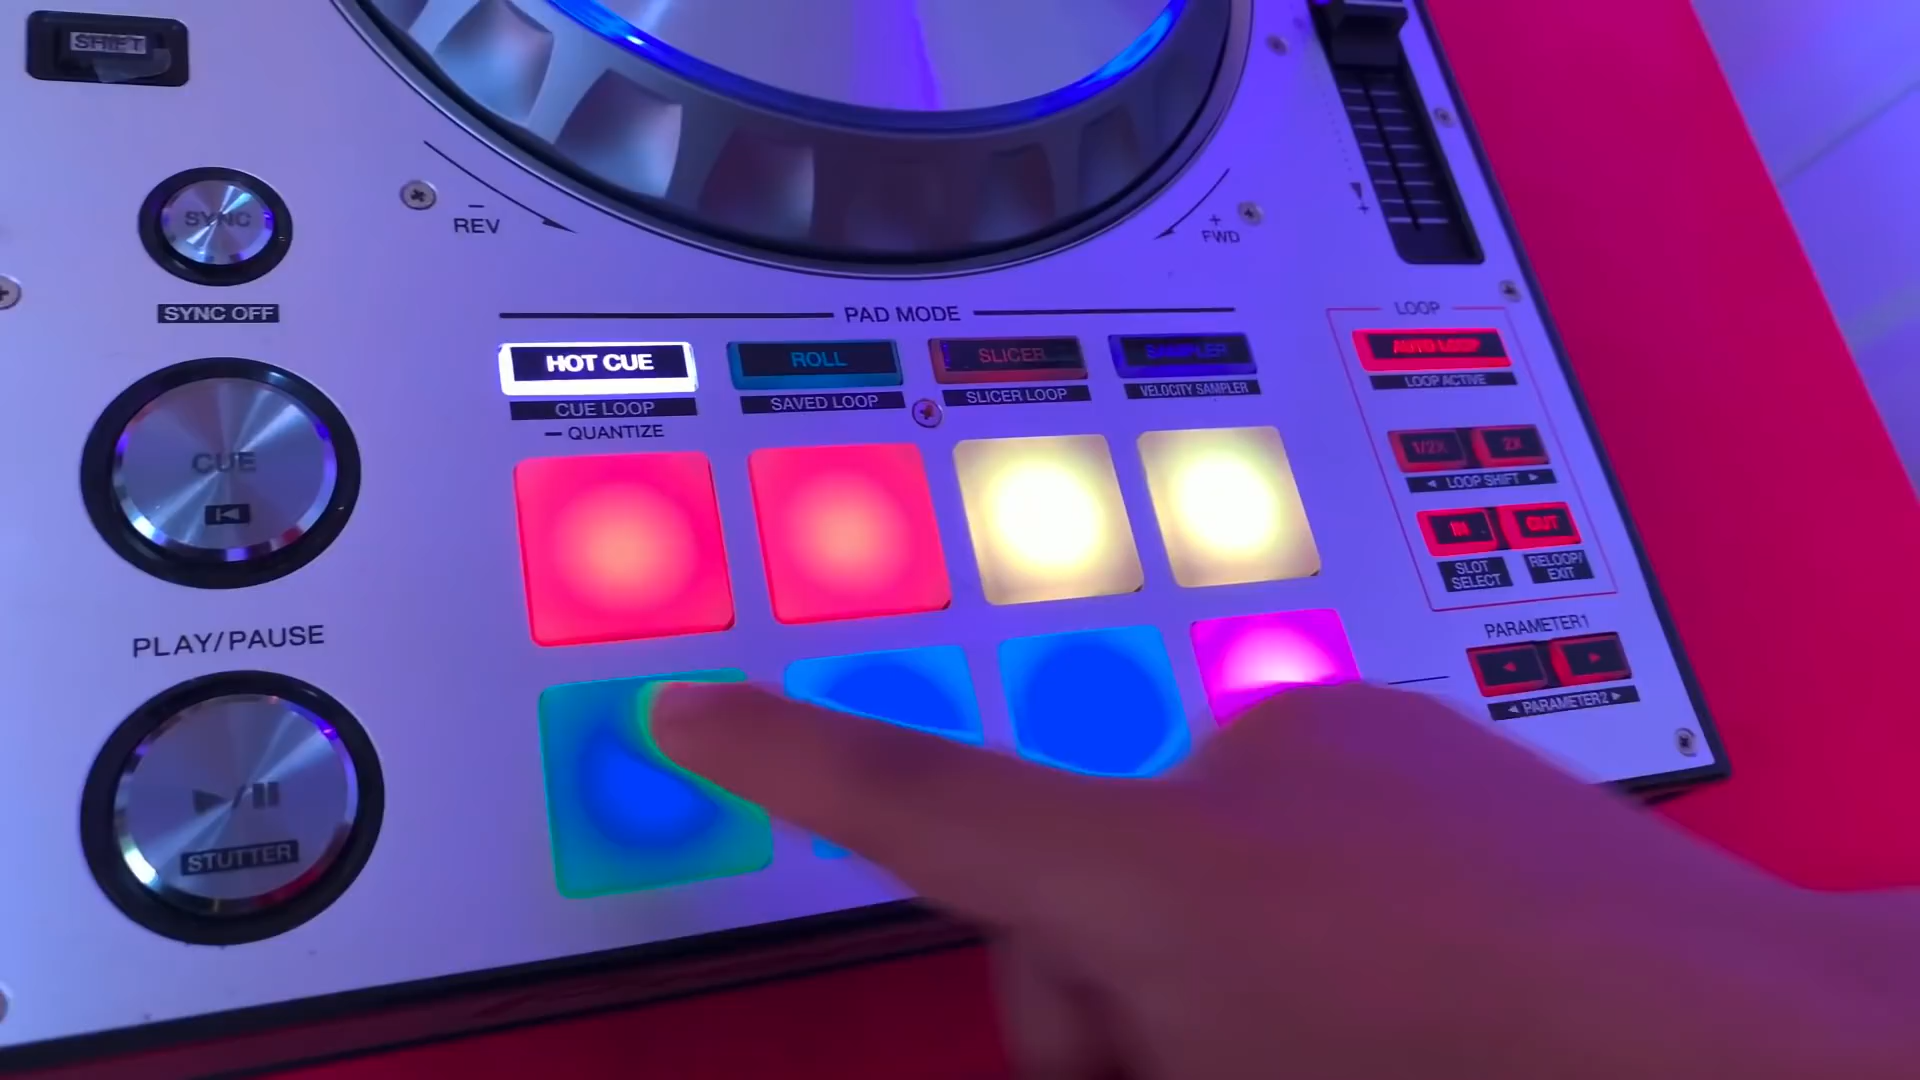 SHIFT
SYNC
SYNC OFF
CUE
PLAY/PAUSE
STUTTER
− REV
+ FWD
PAD MODE
HOT CUE
ROLL
SLICER
SAMPLER
CUE LOOP
SAVED LOOP
SLICER LOOP
VELOCITY SAMPLER
— QUANTIZE
LOOP
AUTO LOOP
LOOP ACTIVE
1/2X
2X
◄ LOOP SHIFT ►
IN
OUT
SLOT
SELECT
RELOOP/
EXIT
PARAMETER1
◄ PARAMETER2 ►